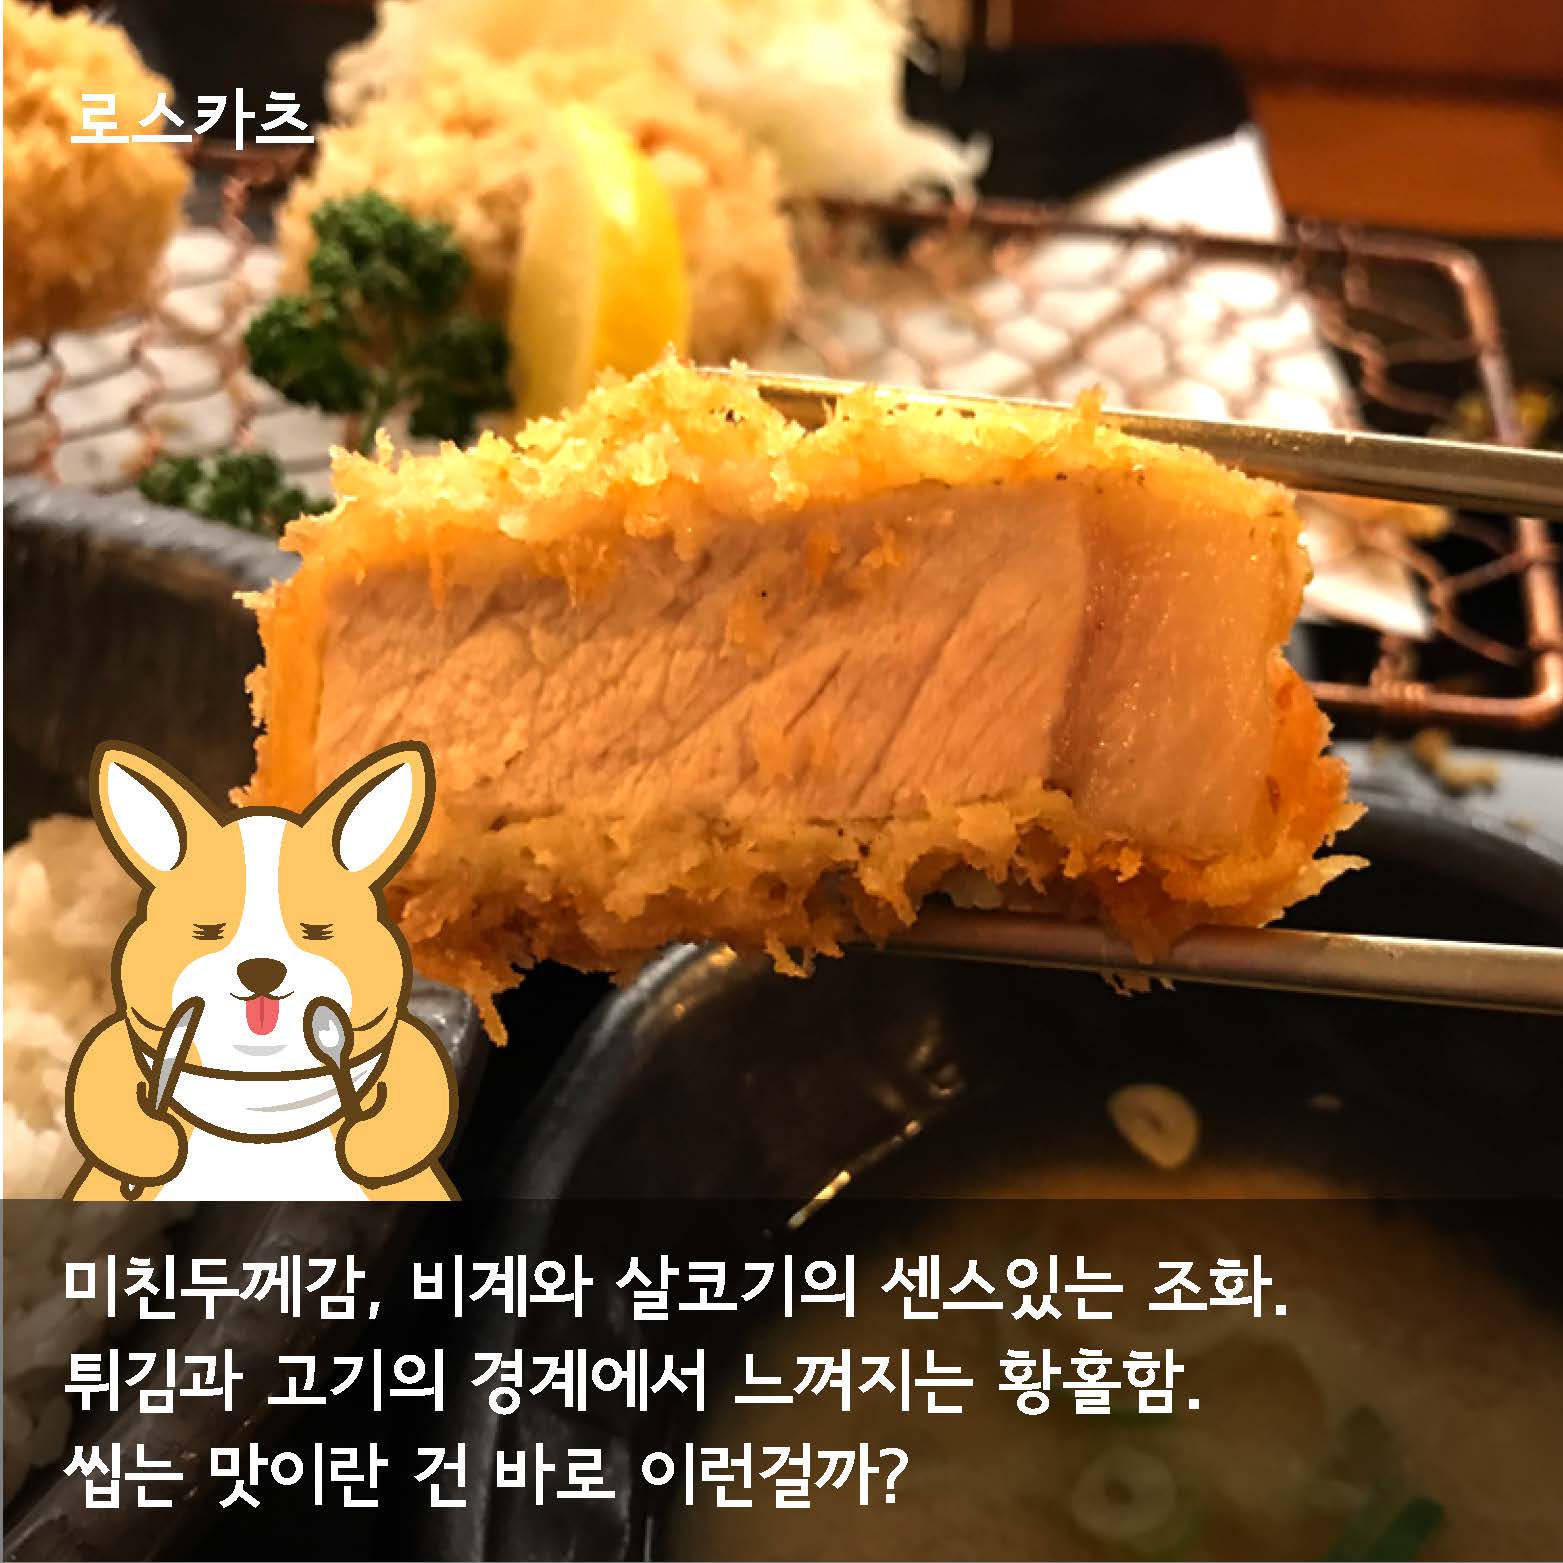 로스카츠
미친두께감, 비계와 살코기의 센스있는 조화.
튀김과 고기의 경계에서 느껴지는 황홀함.
씹는 맛이란 건 바로 이런걸까?